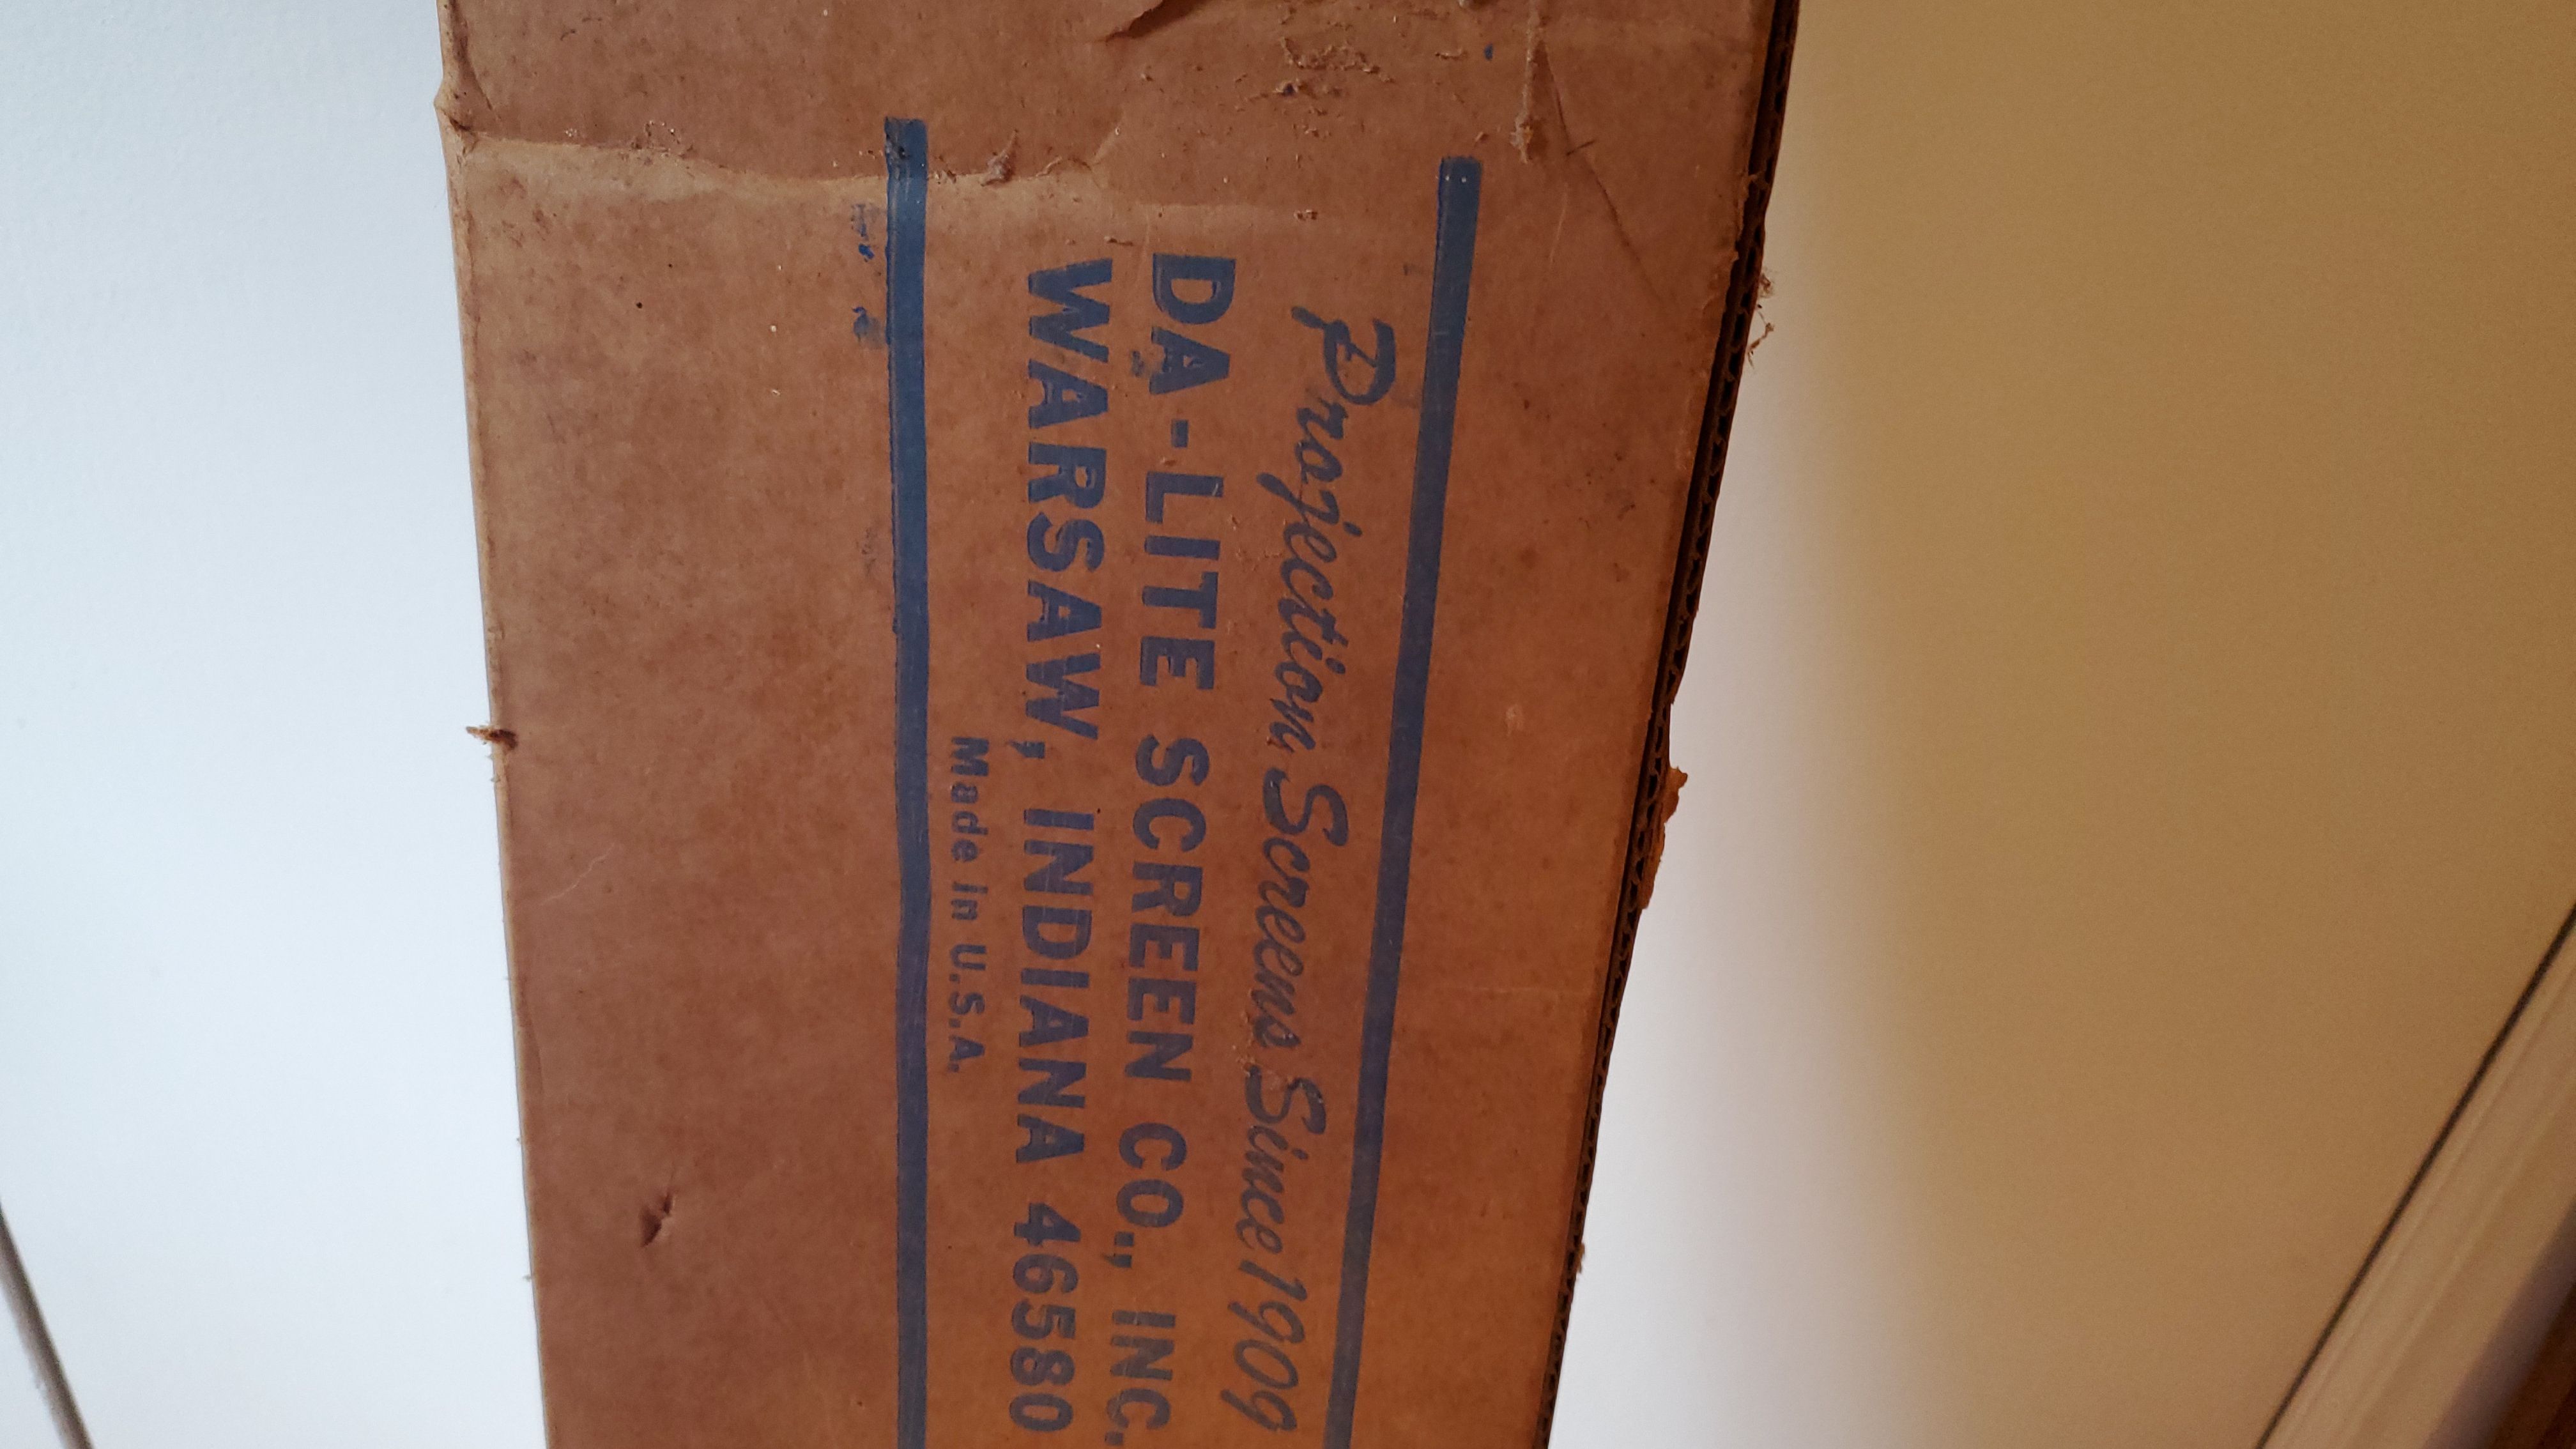 Projection Screens Since 1909
DA-LITE SCREEN CO., INC.
WARSAW, INDIANA 46580
Made in U.S.A.